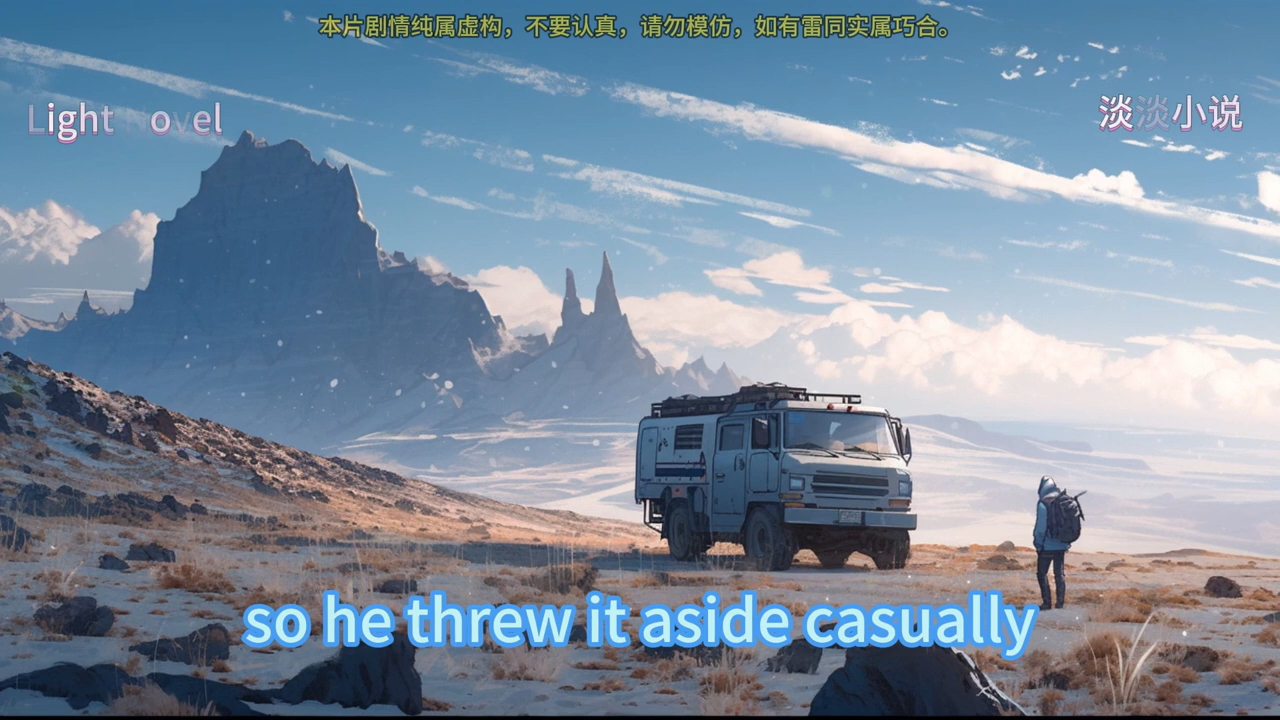 本片剧情纯属虚构，不要认真，请勿模仿，如有雷同实属巧合。
Light Novel
淡淡小说
so he threw it aside casually